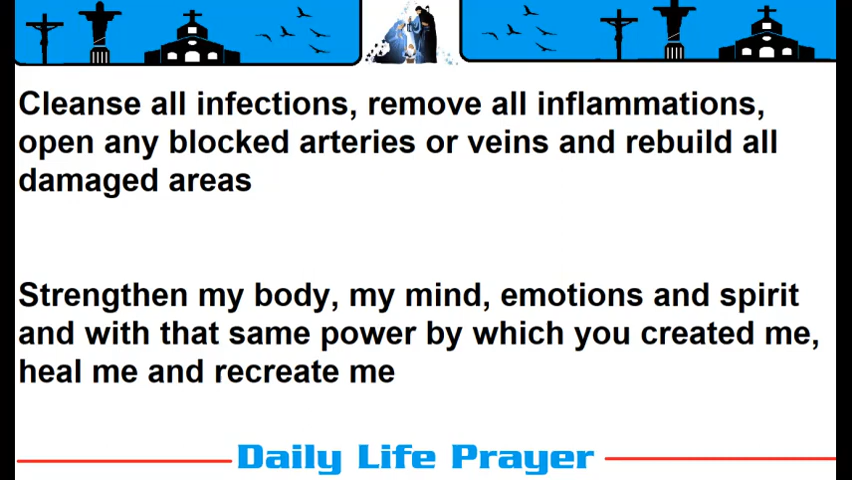 Cleanse all infections, remove all inflammations,
open any blocked arteries or veins and rebuild all
damaged areas
Strengthen my body, my mind, emotions and spirit
and with that same power by which you created me,
heal me and recreate me
Daily Life Prayer